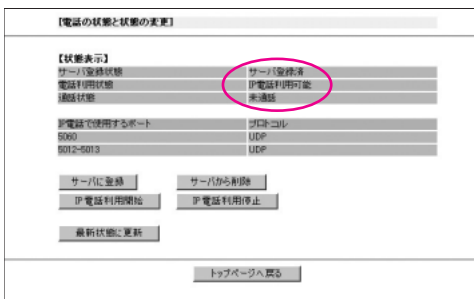 【電話の状態と状態の変更】
【状態表示】
サーバ登録状態 サーバ登録済
電話利用状態 IP電話利用可能
通話状態 未通話
IP電話で使用するポート プロトコル
5060 UDP
5012-5013 UDP
サーバに登録 サーバから削除
IP電話利用開始 IP電話利用停止
最新状態に更新
トップページへ戻る